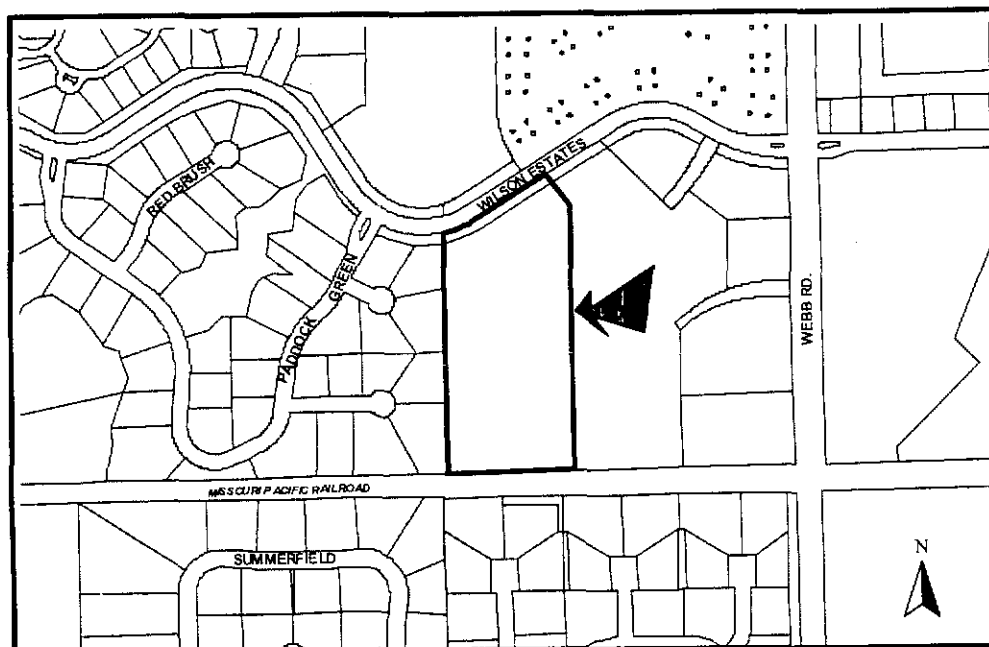 WILSON ESTATES
RED BRUSH
PADDOCK GREEN
WEBB RD.
MISSOURI PACIFIC RAILROAD
SUMMERFIELD
N